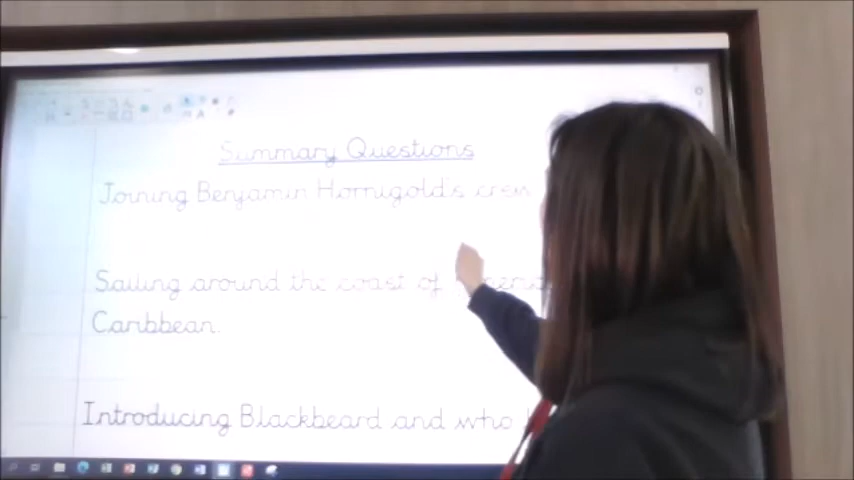 Summary Questions
Joining Benjamin Hornigold's crew
Sailing around the coast of
Caribbean.
Introducing Blackbeard and who